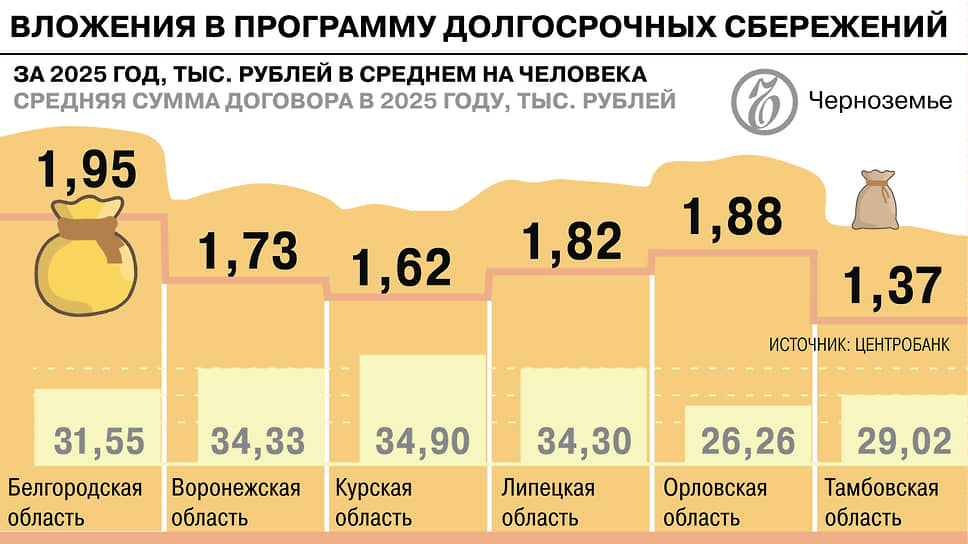 ВЛОЖЕНИЯ В ПРОГРАММУ ДОЛГОСРОЧНЫХ СБЕРЕЖЕНИЙ
ЗА 2025 ГОД, ТЫС. РУБЛЕЙ В СРЕДНЕМ НА ЧЕЛОВЕКА
СРЕДНЯЯ СУММА ДОГОВОРА В 2025 ГОДУ, ТЫС. РУБЛЕЙ
Черноземье
1,95
1,73
1,62
1,82
1,88
1,37
ИСТОЧНИК: ЦЕНТРОБАНК
31,55
34,33
34,90
34,30
26,26
29,02
Белгородская
область
Воронежская
область
Курская
область
Липецкая
область
Орловская
область
Тамбовская
область